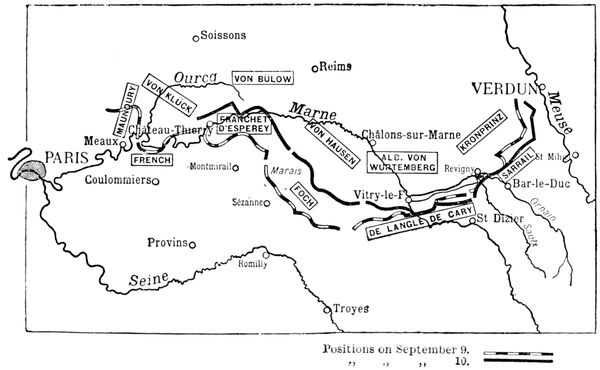 Soissons
Reims
VERDUN
Meuse
Ourcq
VON BULOW
VON KLUCK
MAUNOURY
Marne
FRANCHET
D'ESPEREY
Château-Thierry
VON HAUSEN
Châlons-sur-Marne
KRONPRINZ
Meaux
PARIS
FRENCH
Montmirail
Marais
ALB. VON
WURTEMBERG
Revigny
SARRAIL
St Mihl
Coulommiers
Bar-le-Duc
FOCH
Sézanne
Vitry-le-F
Ornain
DE LANGLE DE CARY
St Dizier
Saulx
Provins
Romilly
Seine
Troyes
Positions on September 9.
„ „ „ 10.